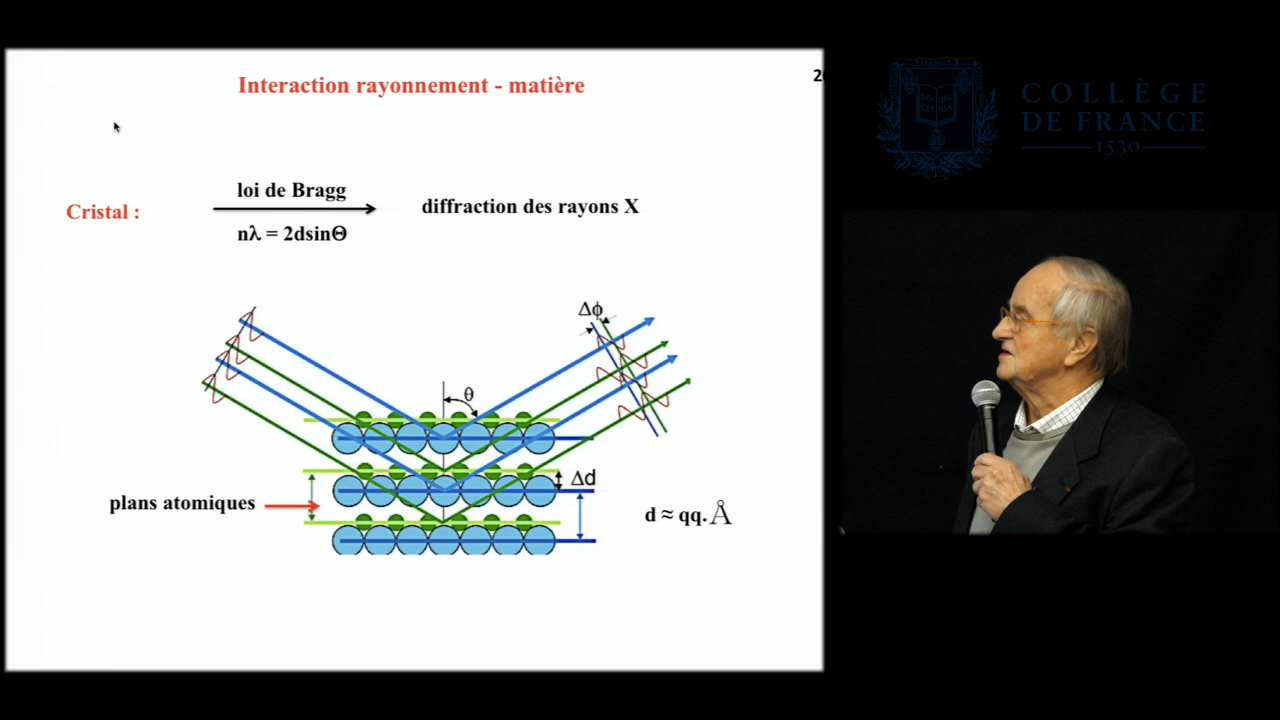 Interaction rayonnement - matière
2
COLLÈGE
DE FRANCE
1530
loi de Bragg
Cristal :
diffraction des rayons X
nλ = 2dsinΘ
Δϕ
θ
Δd
plans atomiques
d ≈ qq. Å